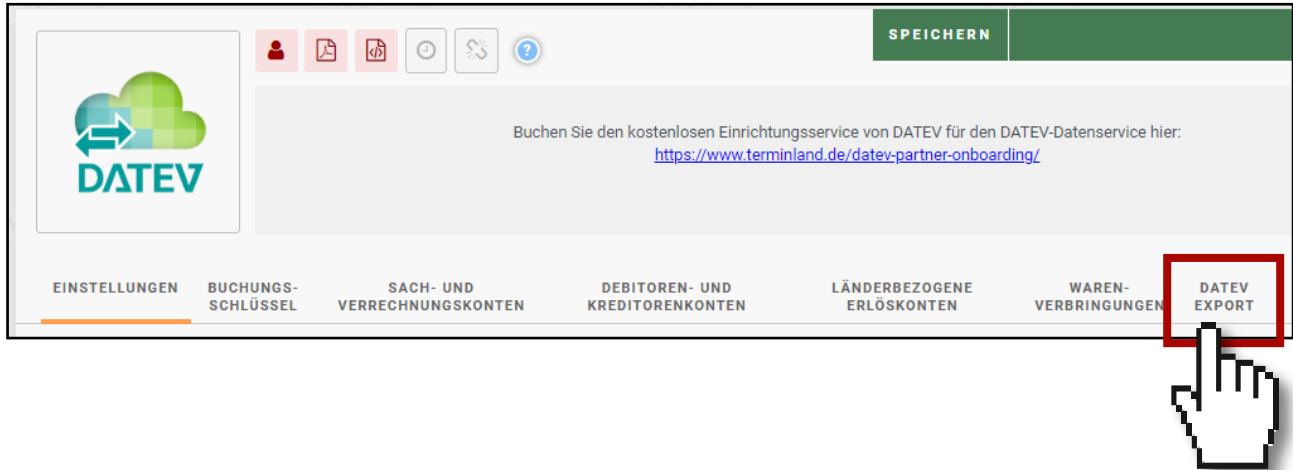 SPEICHERN
?
DATEV
Buchen Sie den kostenlosen Einrichtungsservice von DATEV für den DATEV-Datenservice hier:
https://www.terminland.de/datev-partner-onboarding/
EINSTELLUNGEN
BUCHUNGS-
SCHLÜSSEL
SACH- UND
VERRECHNUNGSKONTEN
DEBITOREN- UND
KREDITORENKONTEN
LÄNDERBEZOGENE
ERLÖSKONTEN
WAREN-
VERBRINGUNGEN
DATEV
EXPORT